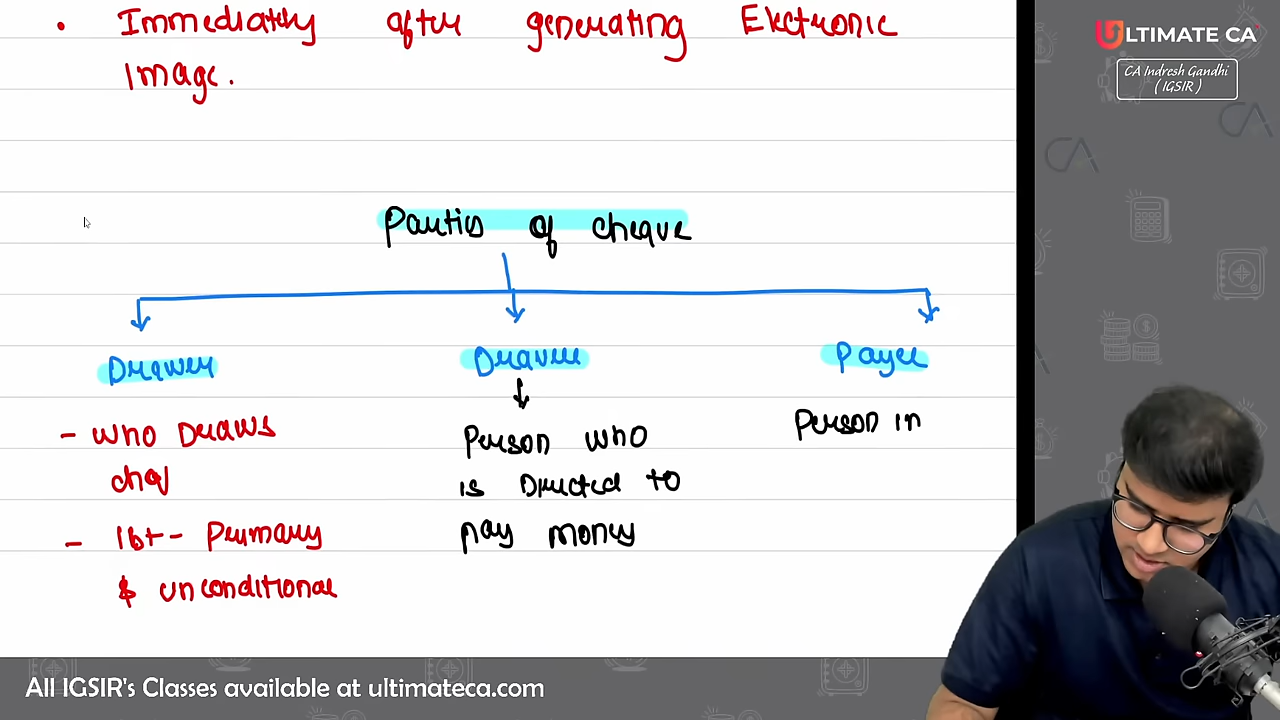 • Immediately after generating Electronic
Image.
ULTIMATE CA
CA Indresh Gandhi
( IGSIR )
Parties of cheque
Drawer
Drawee
Payee
- WHO Draws
chq
- lbt - Primary
& unconditional
Person WHO
is Directed to
pay money
Person in
All IGSIR's Classes available at ultimateca.com